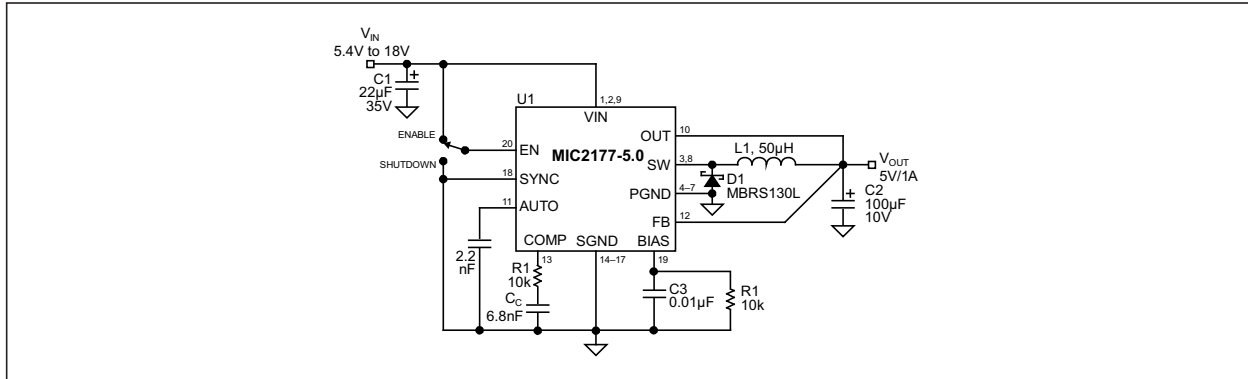 V_IN
5.4V to 18V
C1
22µF
35V
U1
1,2,9
VIN
ENABLE
SHUTDOWN
20
EN
18
SYNC
11
AUTO
MIC2177-5.0
OUT
10
SW
3,8
PGND
4–7
FB
12
L1, 50µH
D1
MBRS130L
V_OUT
5V/1A
C2
100µF
10V
COMP
SGND
BIAS
13
14–17
19
2.2
nF
R1
10k
C_C
6.8nF
C3
0.01µF
R1
10k